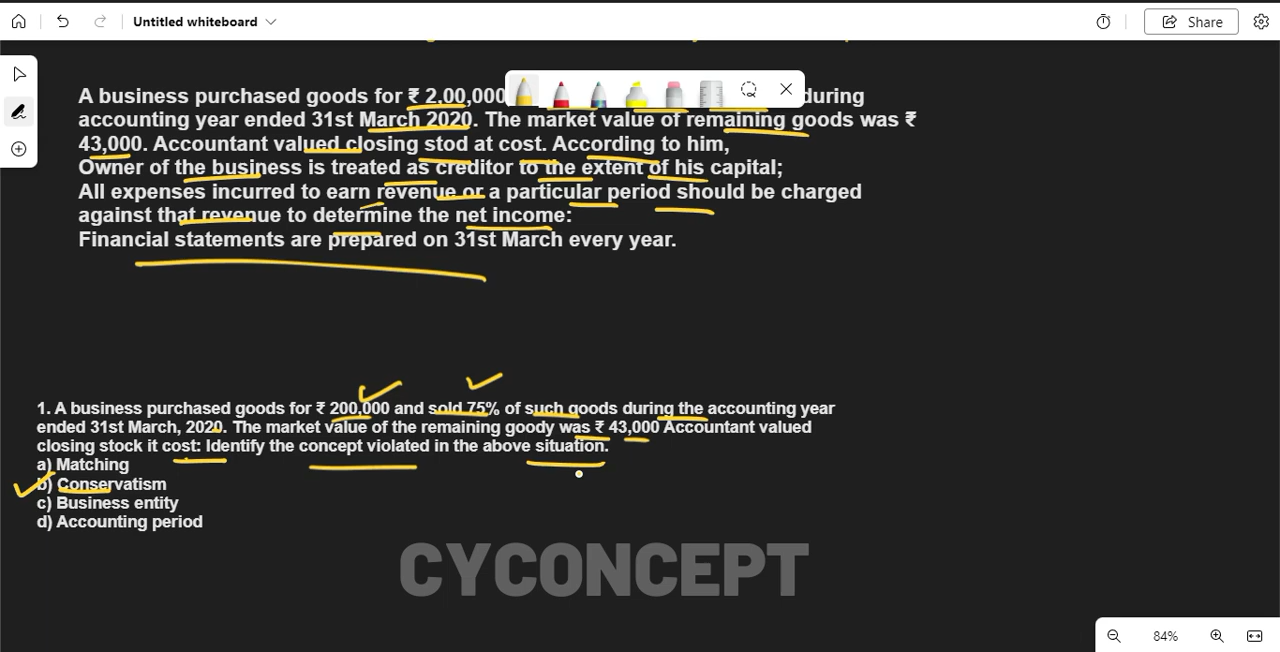 Untitled whiteboard
Share
A business purchased goods for ₹ 2,00,000 during
accounting year ended 31st March 2020. The market value of remaining goods was ₹
43,000. Accountant valued closing stod at cost. According to him,
Owner of the business is treated as creditor to the extent of his capital;
All expenses incurred to earn revenue or a particular period should be charged
against that revenue to determine the net income:
Financial statements are prepared on 31st March every year.
1. A business purchased goods for ₹ 200,000 and sold 75% of such goods during the accounting year
ended 31st March, 2020. The market value of the remaining goody was ₹ 43,000 Accountant valued
closing stock it cost: Identify the concept violated in the above situation.
a) Matching
b) Conservatism
c) Business entity
d) Accounting period
CYCONCEPT
84%